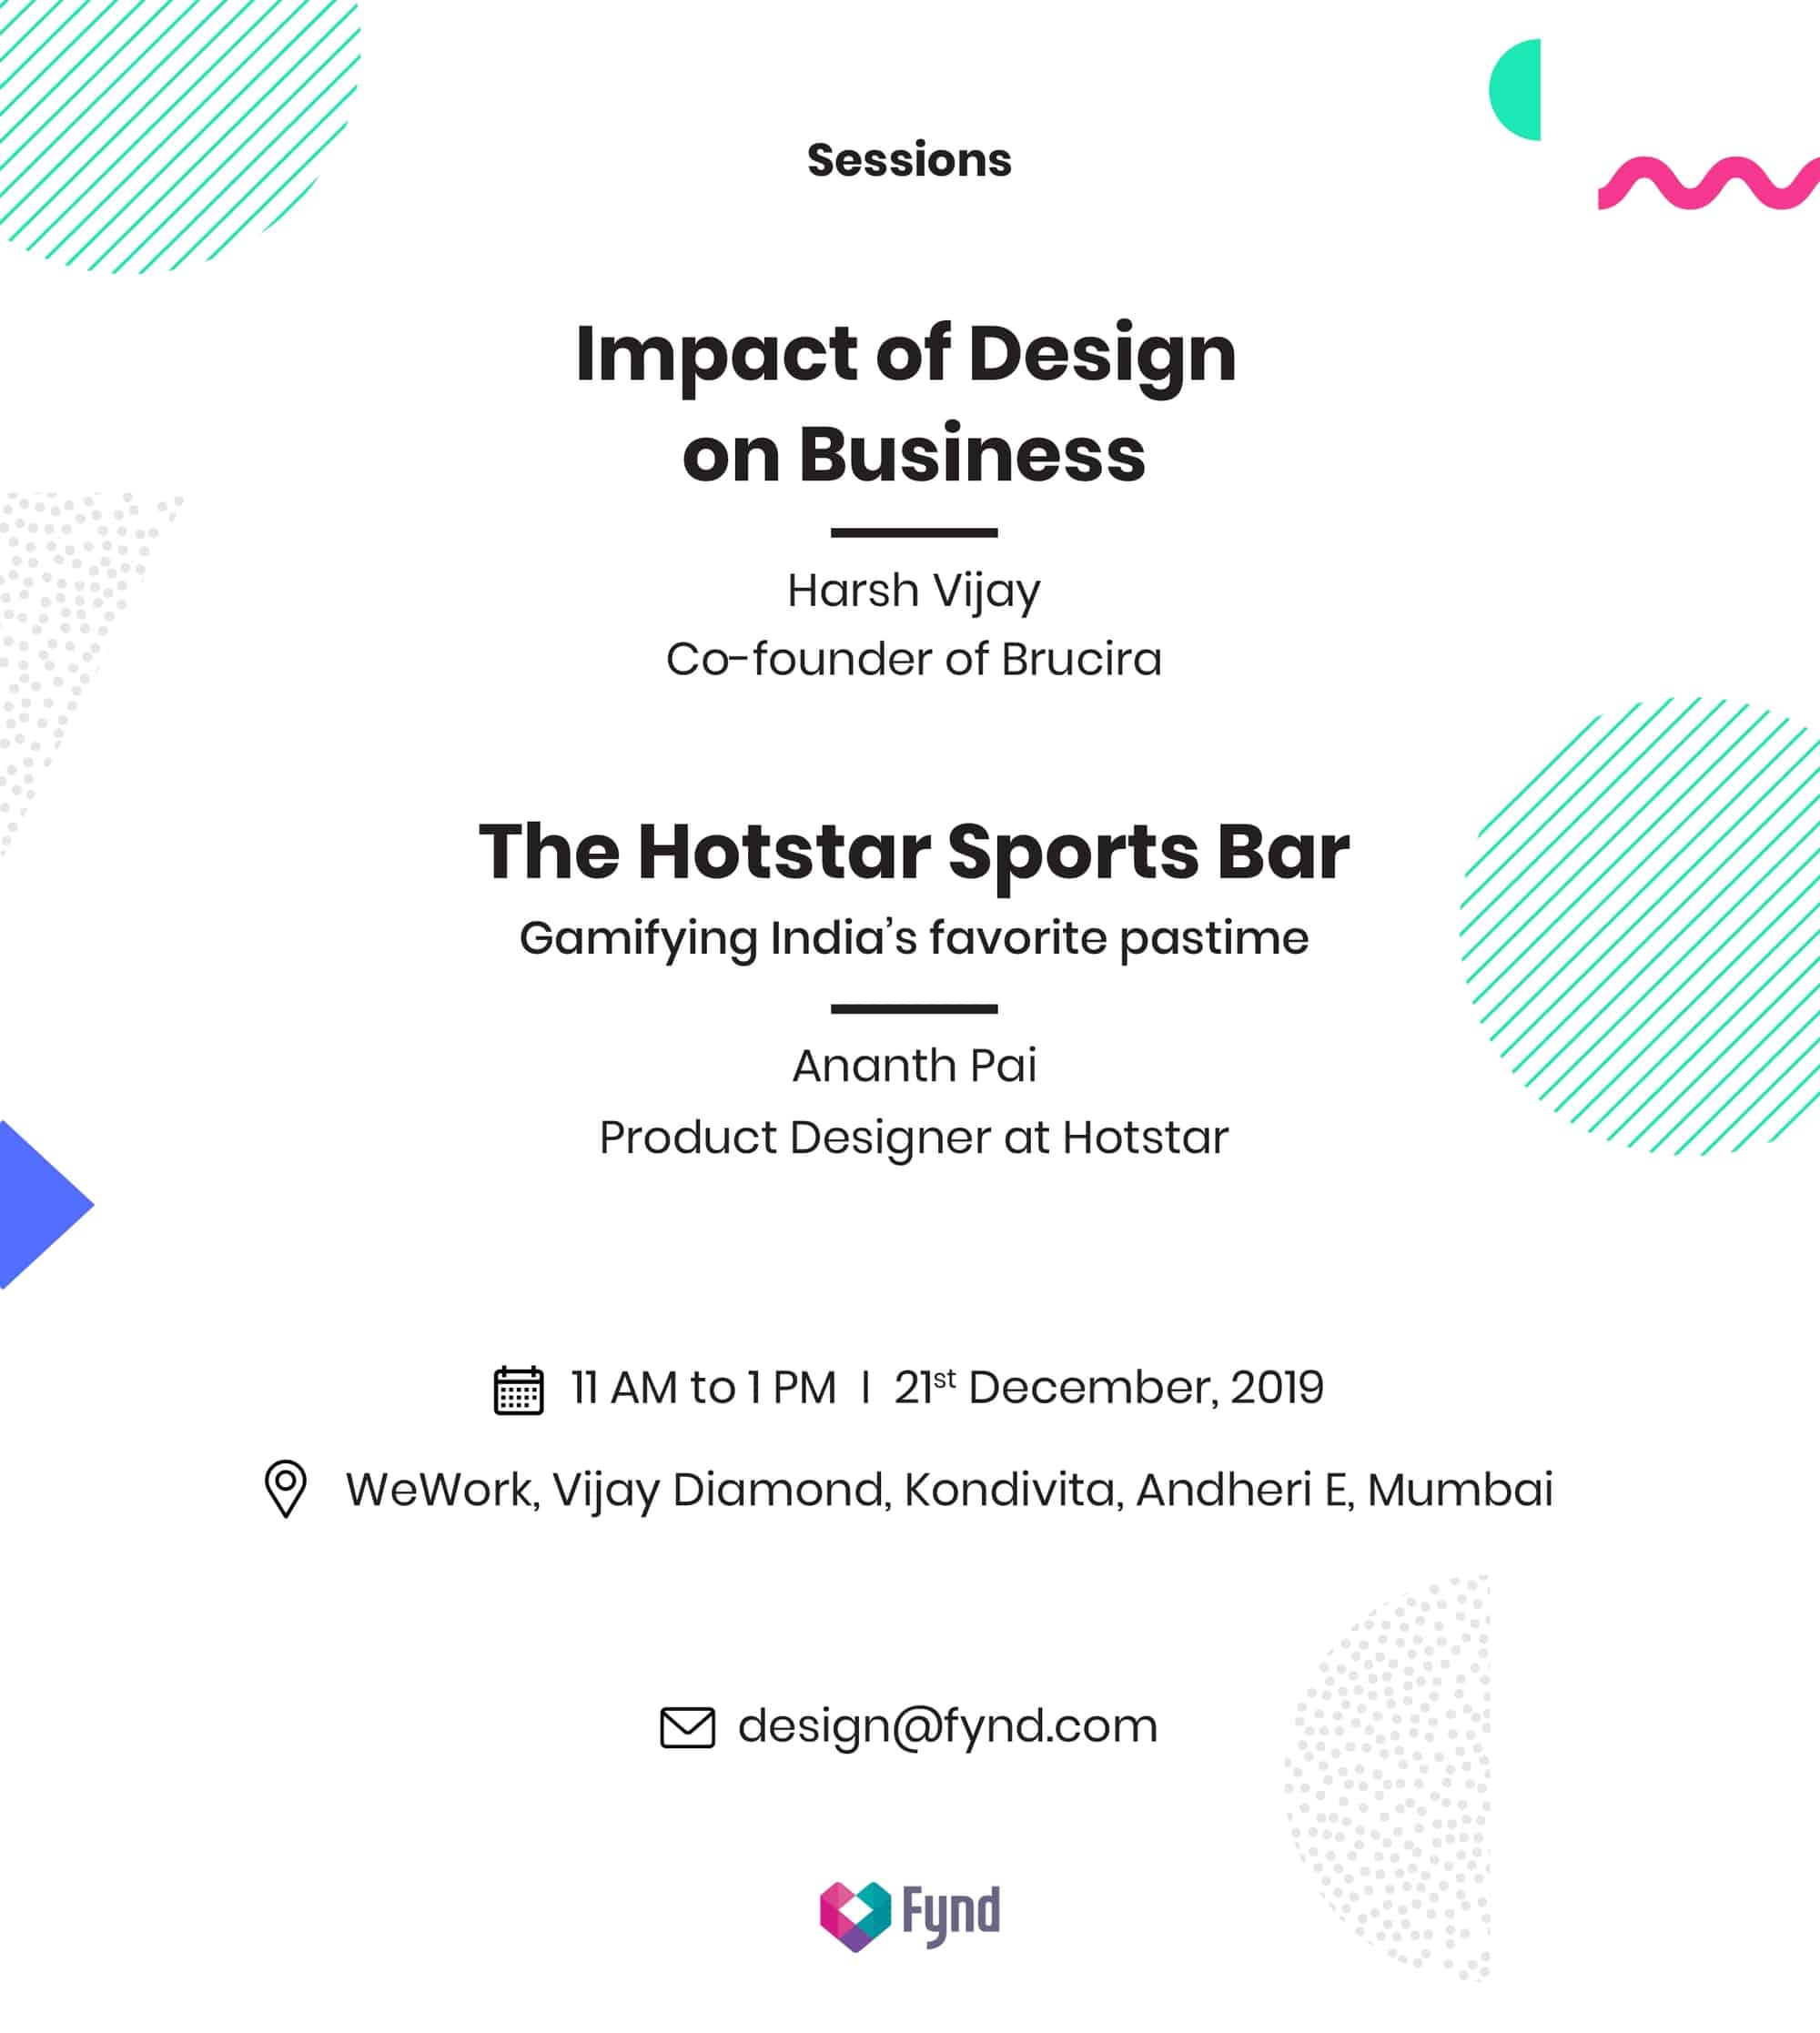 Sessions
Impact of Design
on Business
Harsh Vijay
Co-founder of Brucira
The Hotstar Sports Bar
Gamifying India's favorite pastime
Ananth Pai
Product Designer at Hotstar
11 AM to 1 PM | 21st December, 2019
WeWork, Vijay Diamond, Kondivita, Andheri E, Mumbai
design@fynd.com
Fynd